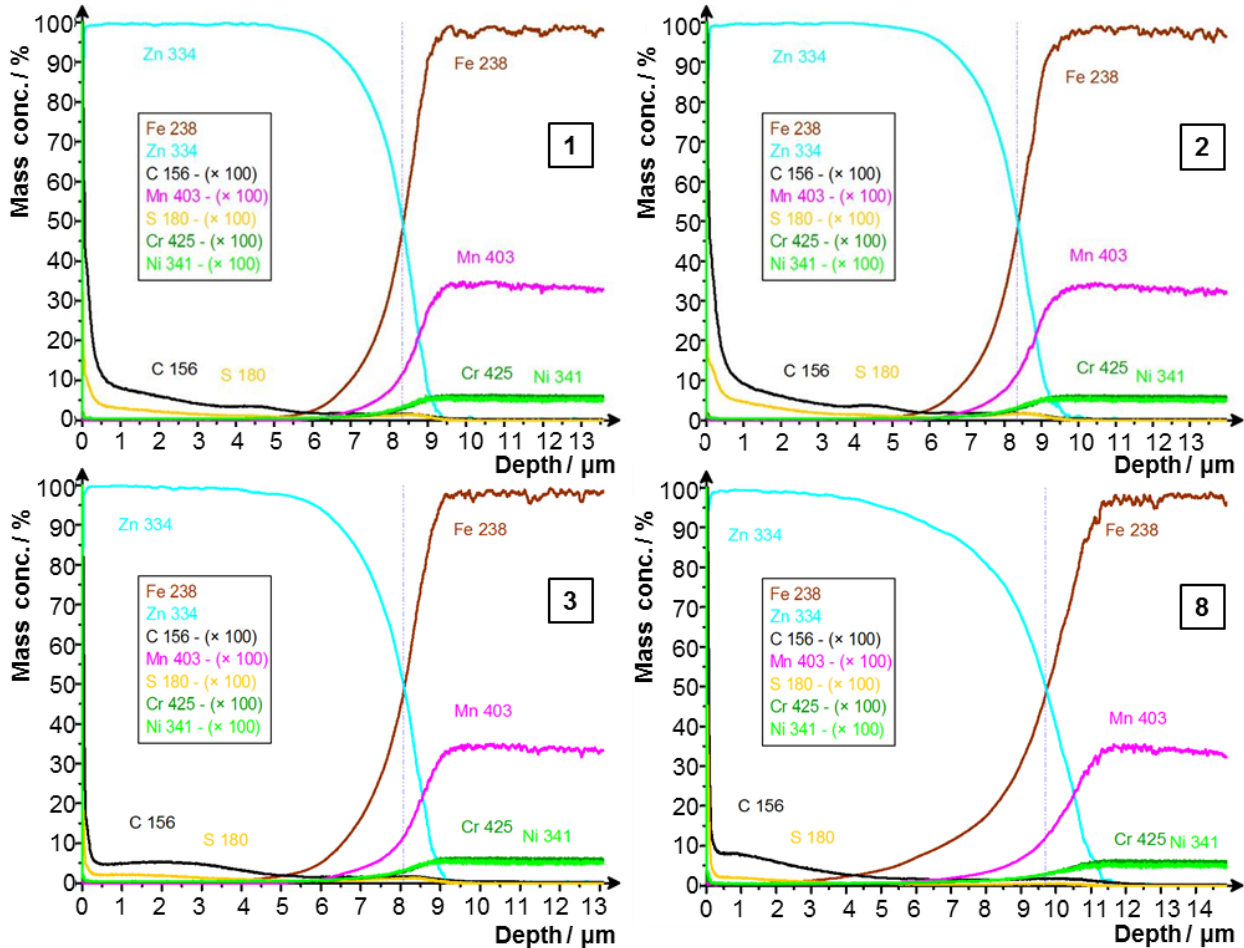 Mass conc. / %
100
90
80
70
60
50
40
30
20
10
0
Zn 334
Fe 238
Fe 238
Zn 334
C 156 - (× 100)
Mn 403 - (× 100)
S 180 - (× 100)
Cr 425 - (× 100)
Ni 341 - (× 100)
1
Mn 403
C 156
S 180
Cr 425
Ni 341
0 1 2 3 4 5 6 7 8 9 10 11 12 13
Depth / µm
Mass conc. / %
100
90
80
70
60
50
40
30
20
10
0
Zn 334
Fe 238
Fe 238
Zn 334
C 156 - (× 100)
Mn 403 - (× 100)
S 180 - (× 100)
Cr 425 - (× 100)
Ni 341 - (× 100)
2
Mn 403
C 156
S 180
Cr 425
Ni 341
0 1 2 3 4 5 6 7 8 9 10 11 12 13
Depth / µm
Mass conc. / %
100
90
80
70
60
50
40
30
20
10
0
Zn 334
Fe 238
Fe 238
Zn 334
C 156 - (× 100)
Mn 403 - (× 100)
S 180 - (× 100)
Cr 425 - (× 100)
Ni 341 - (× 100)
3
Mn 403
C 156
S 180
Cr 425
Ni 341
0 1 2 3 4 5 6 7 8 9 10 11 12 13
Depth / µm
Mass conc. / %
100
90
80
70
60
50
40
30
20
10
0
Zn 334
Fe 238
Fe 238
Zn 334
C 156 - (× 100)
Mn 403 - (× 100)
S 180 - (× 100)
Cr 425 - (× 100)
Ni 341 - (× 100)
8
Mn 403
C 156
S 180
Cr 425
Ni 341
0 1 2 3 4 5 6 7 8 9 10 11 12 13 14
Depth / µm